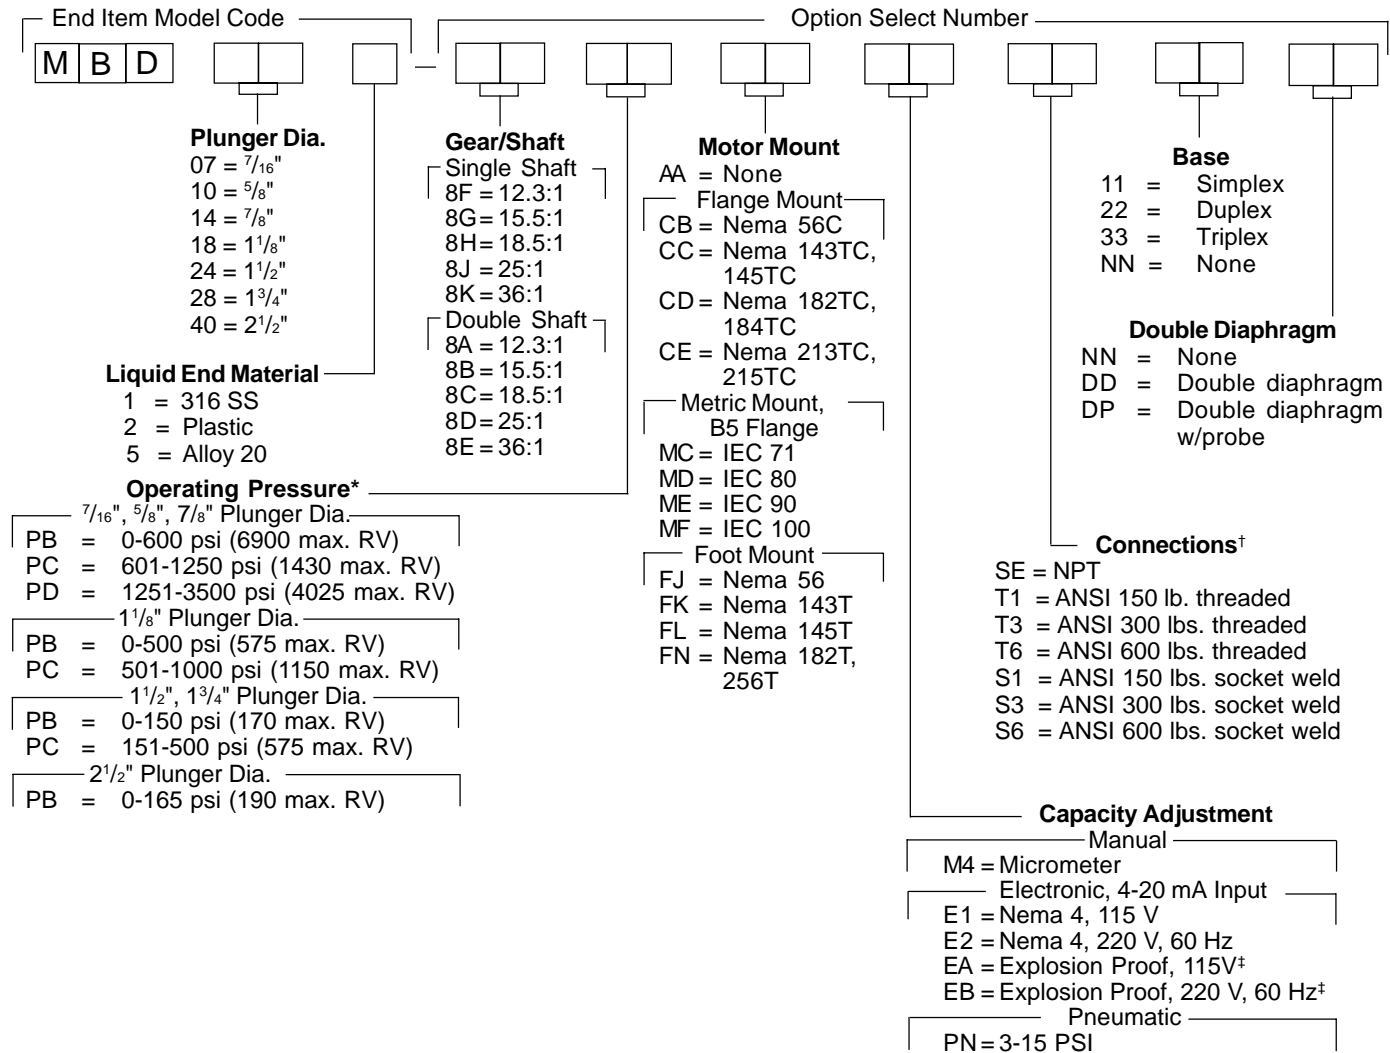 End Item Model Code
Option Select Number
M B D
Plunger Dia.
07 = 7/16"
10 = 5/8"
14 = 7/8"
18 = 1 1/8"
24 = 1 1/2"
28 = 1 3/4"
40 = 2 1/2"
Liquid End Material
1 = 316 SS
2 = Plastic
5 = Alloy 20
Operating Pressure*
7/16", 5/8", 7/8" Plunger Dia.
PB = 0-600 psi (6900 max. RV)
PC = 601-1250 psi (1430 max. RV)
PD = 1251-3500 psi (4025 max. RV)
1 1/8" Plunger Dia.
PB = 0-500 psi (575 max. RV)
PC = 501-1000 psi (1150 max. RV)
1 1/2", 1 3/4" Plunger Dia.
PB = 0-150 psi (170 max. RV)
PC = 151-500 psi (575 max. RV)
2 1/2" Plunger Dia.
PB = 0-165 psi (190 max. RV)
Gear/Shaft
Single Shaft
8F = 12.3:1
8G = 15.5:1
8H = 18.5:1
8J = 25:1
8K = 36:1
Double Shaft
8A = 12.3:1
8B = 15.5:1
8C = 18.5:1
8D = 25:1
8E = 36:1
Motor Mount
AA = None
Flange Mount
CB = Nema 56C
CC = Nema 143TC,
145TC
CD = Nema 182TC,
184TC
CE = Nema 213TC,
215TC
Metric Mount,
B5 Flange
MC = IEC 71
MD = IEC 80
ME = IEC 90
MF = IEC 100
Foot Mount
FJ = Nema 56
FK = Nema 143T
FL = Nema 145T
FN = Nema 182T,
256T
Base
11 = Simplex
22 = Duplex
33 = Triplex
NN = None
Double Diaphragm
NN = None
DD = Double diaphragm
DP = Double diaphragm
w/probe
Connections†
SE = NPT
T1 = ANSI 150 lb. threaded
T3 = ANSI 300 lbs. threaded
T6 = ANSI 600 lbs. threaded
S1 = ANSI 150 lbs. socket weld
S3 = ANSI 300 lbs. socket weld
S6 = ANSI 600 lbs. socket weld
Capacity Adjustment
Manual
M4 = Micrometer
Electronic, 4-20 mA Input
E1 = Nema 4, 115 V
E2 = Nema 4, 220 V, 60 Hz
EA = Explosion Proof, 115V‡
EB = Explosion Proof, 220 V, 60 Hz‡
Pneumatic
PN = 3-15 PSI